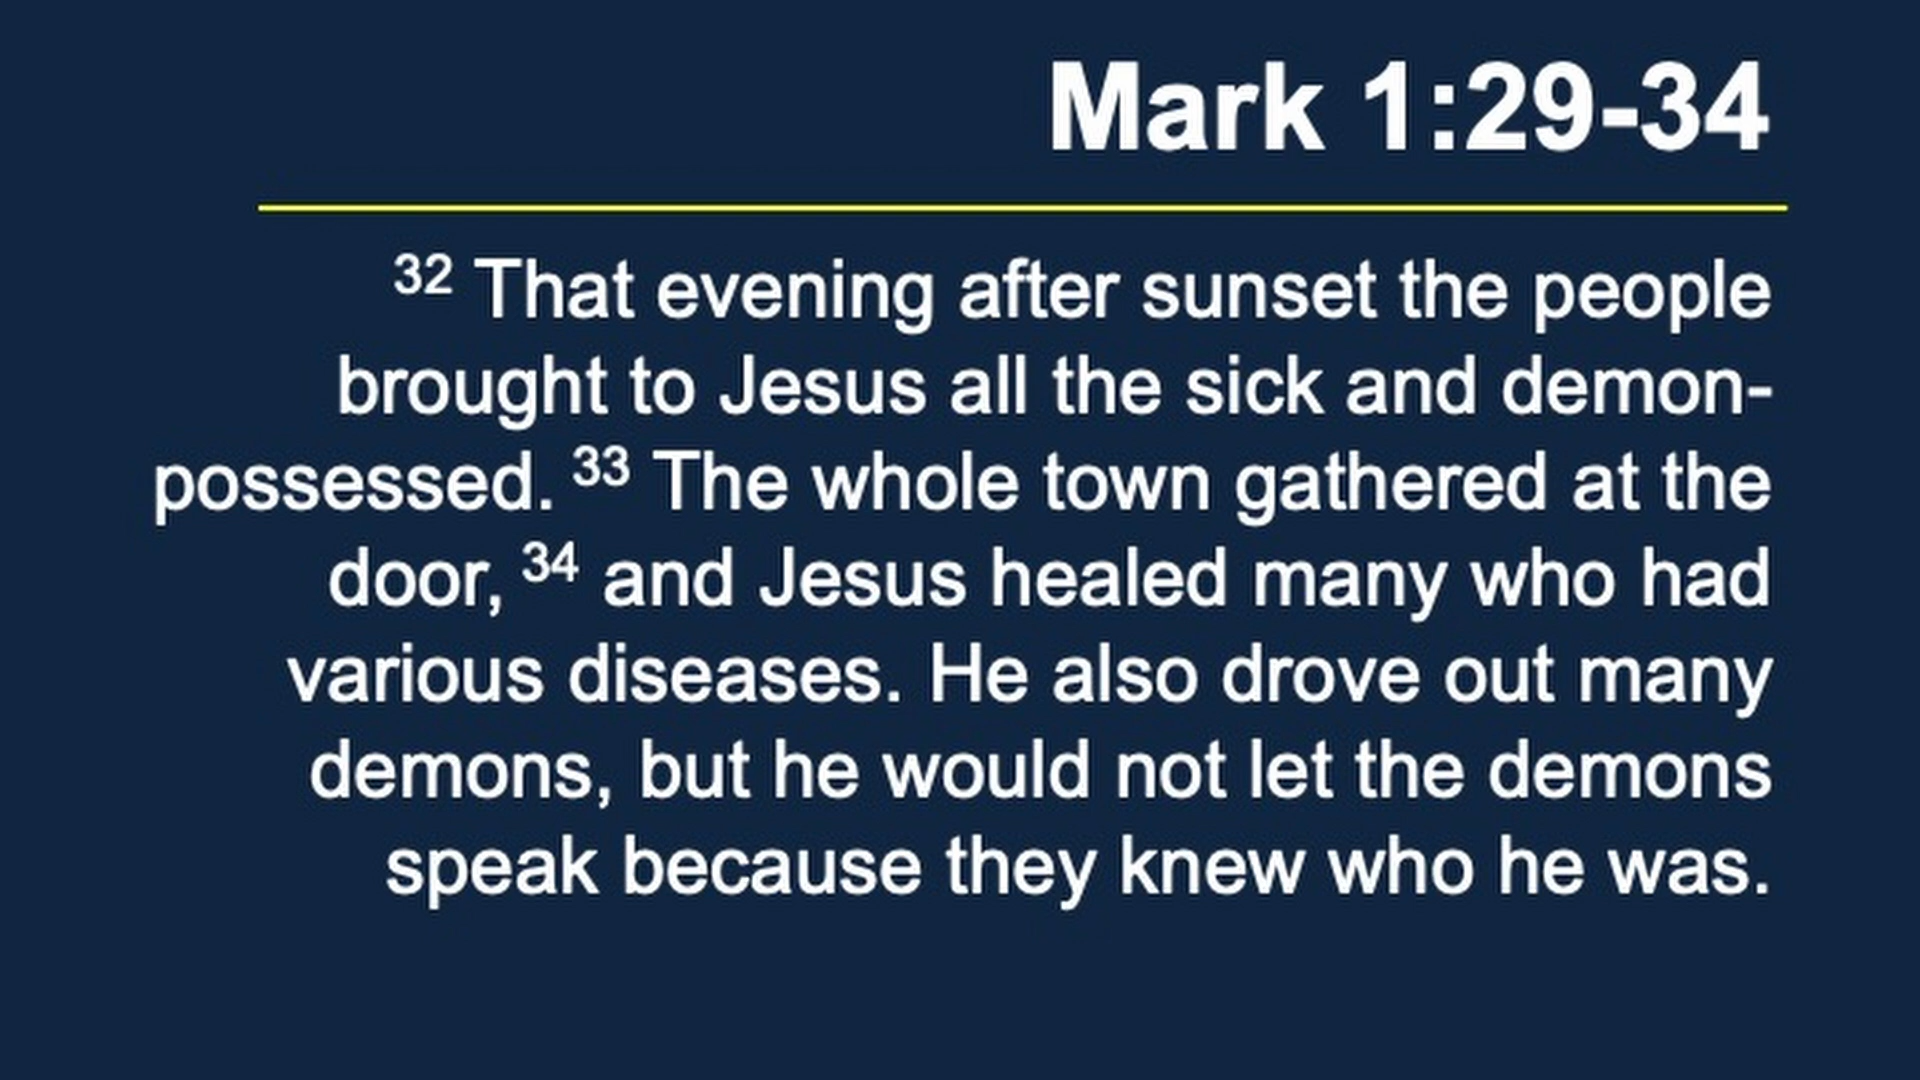 Mark 1:29-34
32 That evening after sunset the people
brought to Jesus all the sick and demon-
possessed. 33 The whole town gathered at the
door, 34 and Jesus healed many who had
various diseases. He also drove out many
demons, but he would not let the demons
speak because they knew who he was.